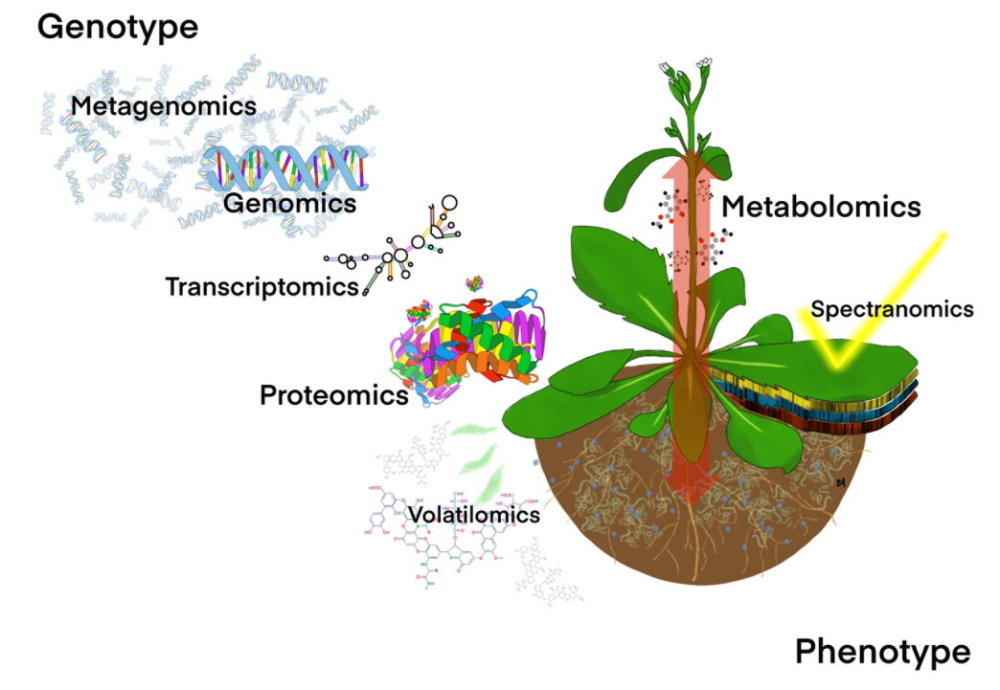 Genotype
Metagenomics
Genomics
Metabolomics
Transcriptomics
Spectranomics
Proteomics
Volatilomics
Phenotype